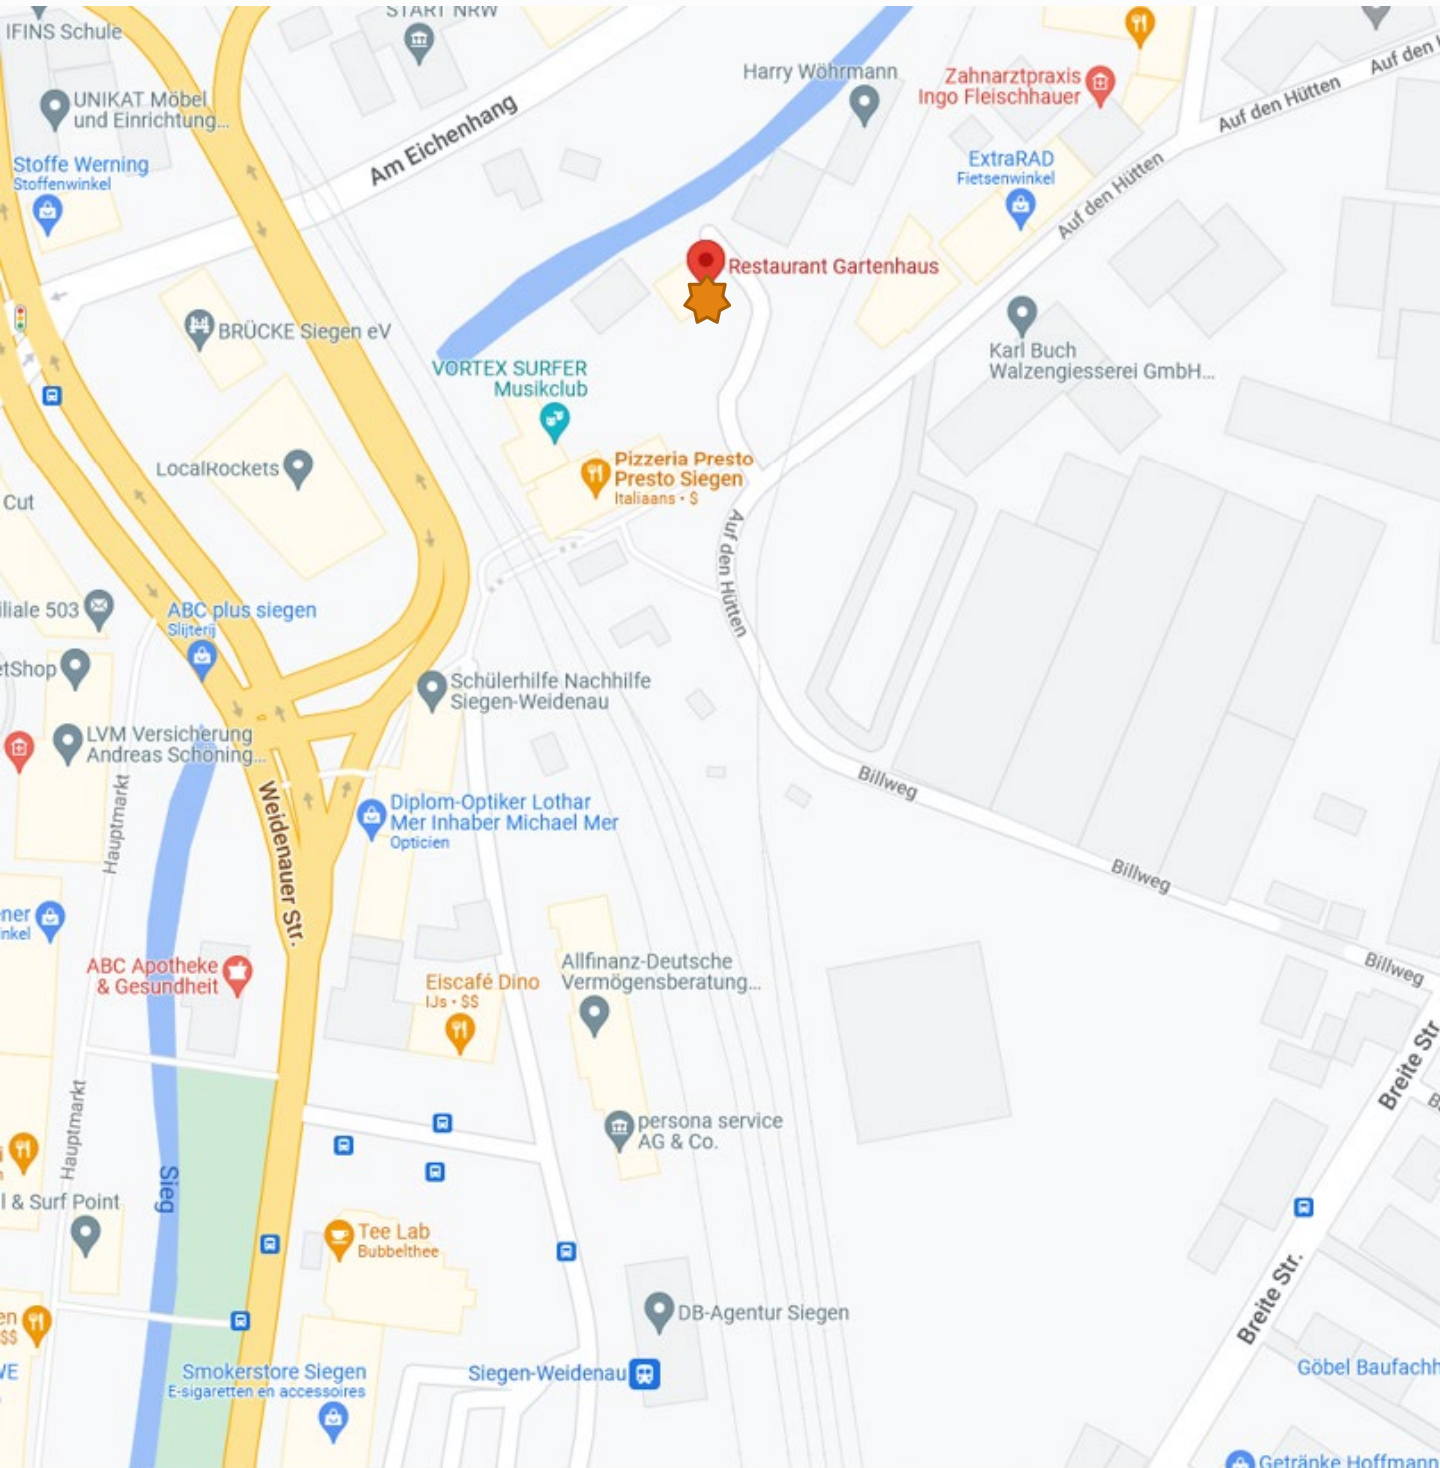 START NRW
IFINS Schule
UNIKAT Möbel
und Einrichtung...
Am Eichenhang
Harry Wöhrmann
Zahnarztpraxis
Ingo Fleischhauer
Auf den Hütten
Auf den
Auf den Hütten
Stoffe Werning
Stoffenwinkel
ExtraRAD
Fietsenwinkel
Restaurant Gartenhaus
BRÜCKE Siegen eV
VORTEX SURFER
Musikclub
Karl Buch
Walzengiesserei GmbH...
LocalRockets
Pizzeria Presto
Presto Siegen
Italiaans • $
Cut
Auf den Hütten
iliale 503
ABC plus siegen
Slijterij
etShop
Schülerhilfe Nachhilfe
Siegen-Weidenau
LVM Versicherung
Andreas Schöning...
Hauptmarkt
Weidenauer Str.
Billweg
Diplom-Optiker Lothar
Mer Inhaber Michael Mer
Opticien
Billweg
ner
nkel
ABC Apotheke
& Gesundheit
Eiscafé Dino
IJs • $$
Allfinanz-Deutsche
Vermögensberatung...
Billweg
Breite Str
Hauptmarkt
persona service
AG & Co.
Sieg
l & Surf Point
Tee Lab
Bubbelthee
Breite Str.
DB-Agentur Siegen
en
$$
Smokerstore Siegen
E-sigaretten en accessoires
Siegen-Weidenau
Göbel Baufachh
Getränke Hoffmann